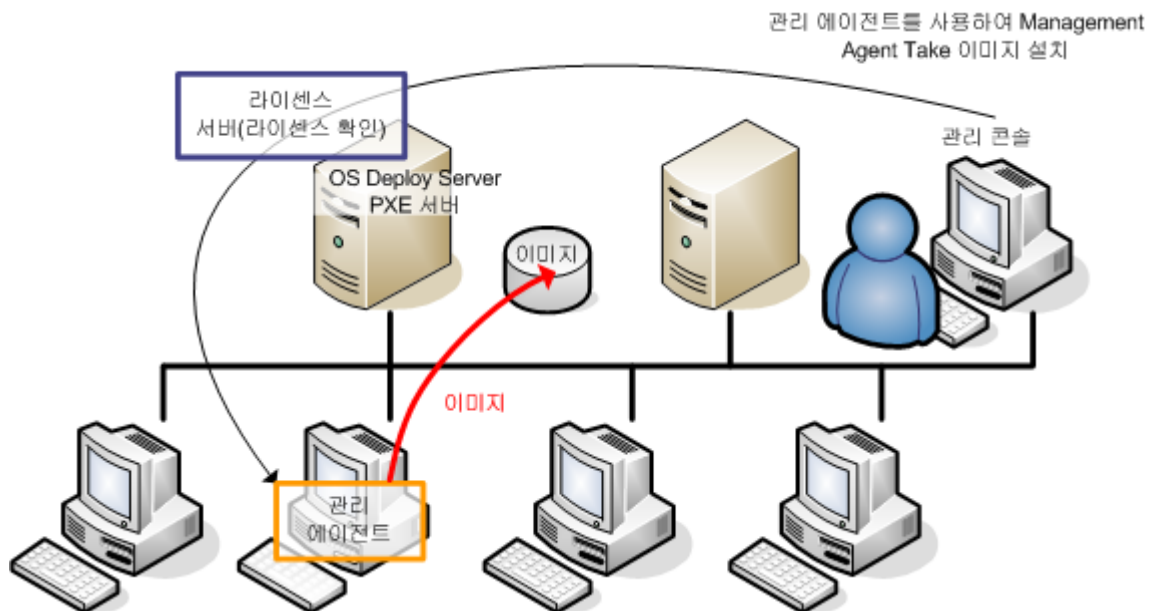 관리 에이전트를 사용하여 Management
Agent Take 이미지 설치
라이센스
서버(라이센스 확인)
관리 콘솔
OS Deploy Server
PXE 서버
이미지
이미지
관리
에이전트